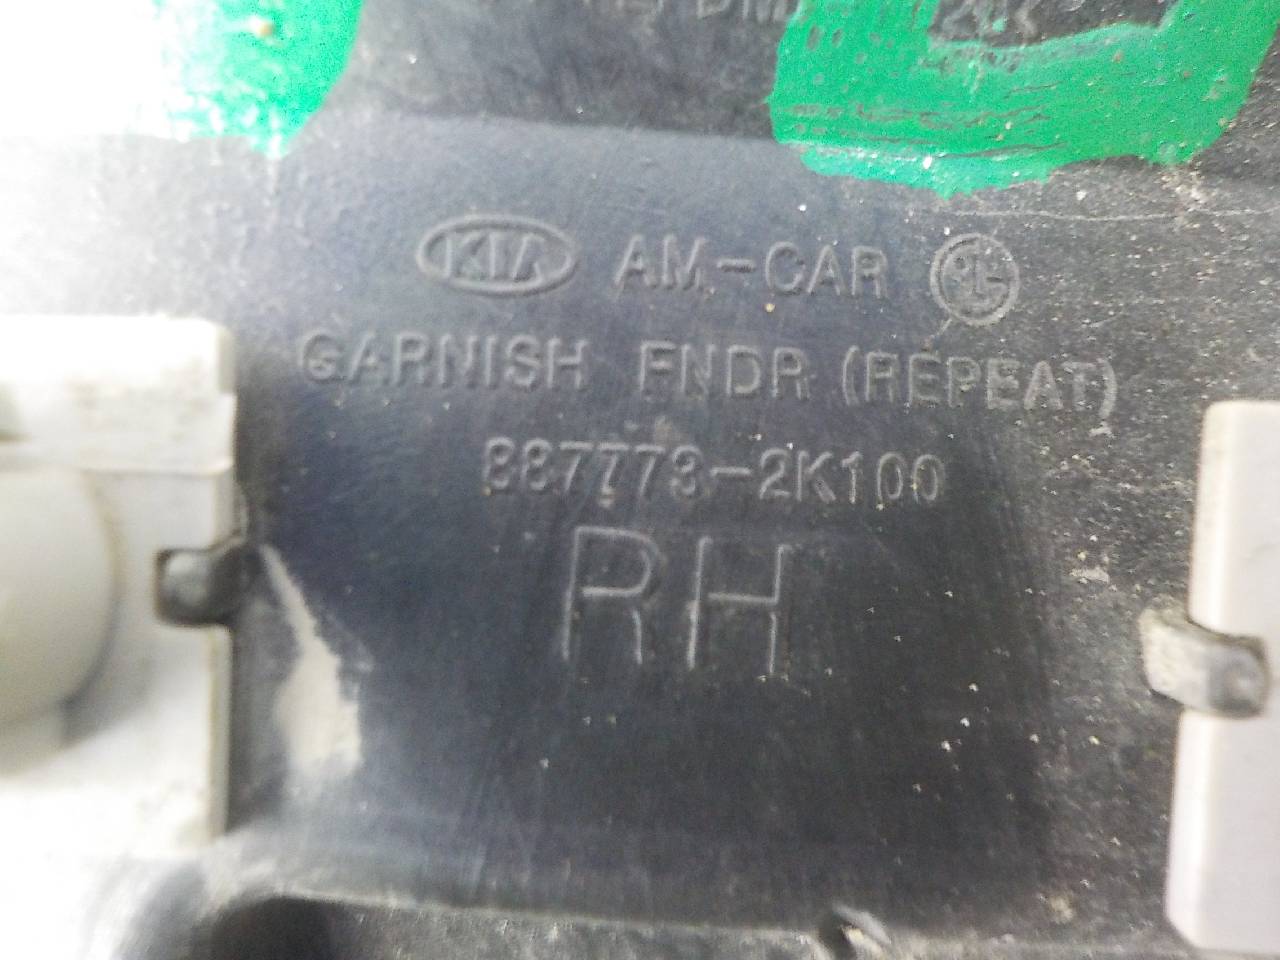 KIA AM-CAR
GARNISH FNDR (REPEAT)
887773-2K100
RH